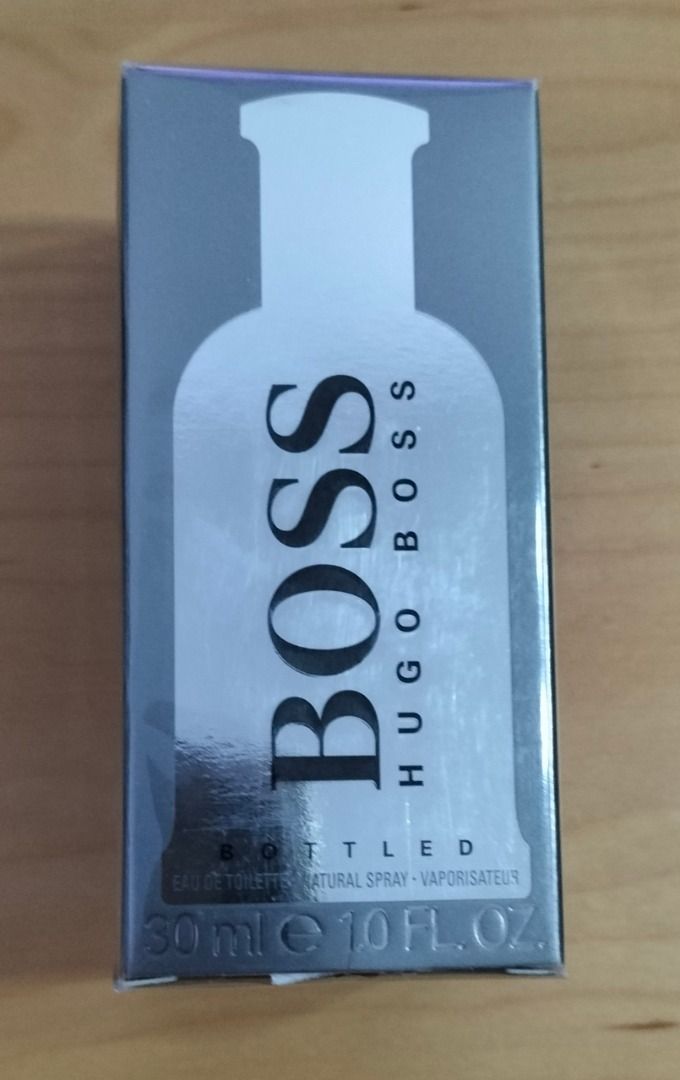 BOSS
HUGO BOSS
BOTTLED
EAU DE TOILETTE · NATURAL SPRAY · VAPORISATEUR
30 ml e 1.0 FL. OZ.